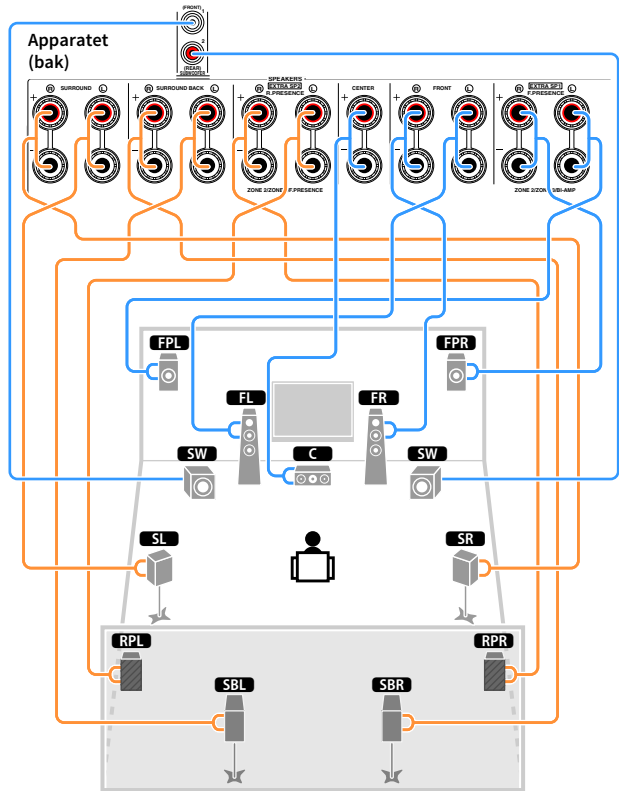 (FRONT) 1
Apparatet
(bak)
2
(REAR)
SUBWOOFER
SPEAKERS
R SURROUND L
R SURROUND BACK L
R EXTRA SP2 L
R.PRESENCE
CENTER
R FRONT L
R EXTRA SP1 L
F.PRESENCE
+ + + + + +
- - - - - -
ZONE 2/ZONE F.PRESENCE
ZONE 2/ZONE 3/BI-AMP
FPL FPR
FL FR
SW C SW
SL SR
RPL RPR
SBL SBR